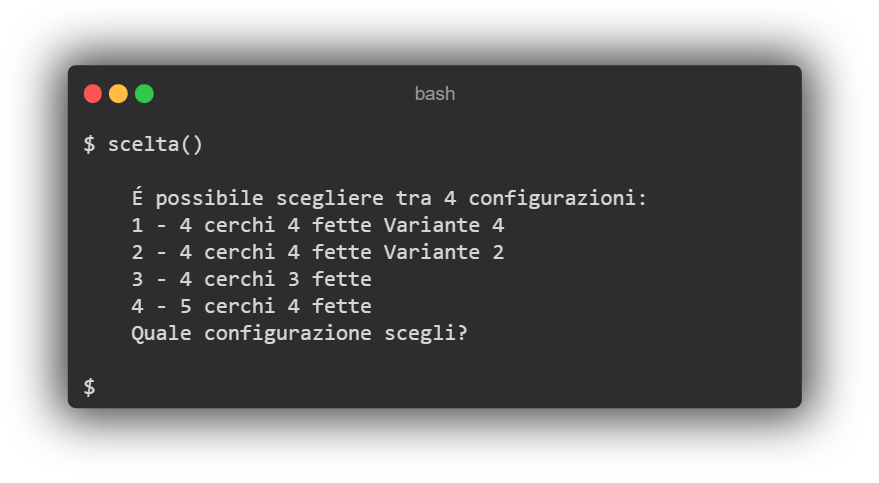 bash
$ scelta()
É possibile scegliere tra 4 configurazioni:
1 - 4 cerchi 4 fette Variante 4
2 - 4 cerchi 4 fette Variante 2
3 - 4 cerchi 3 fette
4 - 5 cerchi 4 fette
Quale configurazione scegli?
$